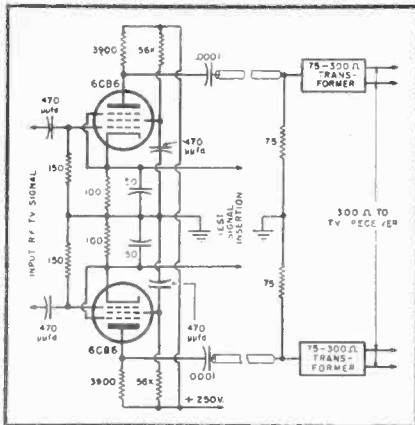 3900
56K
.0001
75-300 Ω
TRANS-
FORMER
6CB6
470
μμfd
470
μμfd
150
100
50
75
INPUT RF TV SIGNAL
TEST
SIGNAL
INSERTION
300 Ω TO
TV RECEIVER
150
100
50
75
470
μμfd
6CB6
470
μμfd
75-300 Ω
TRANS-
FORMER
3900
56K
.0001
+ 250V.